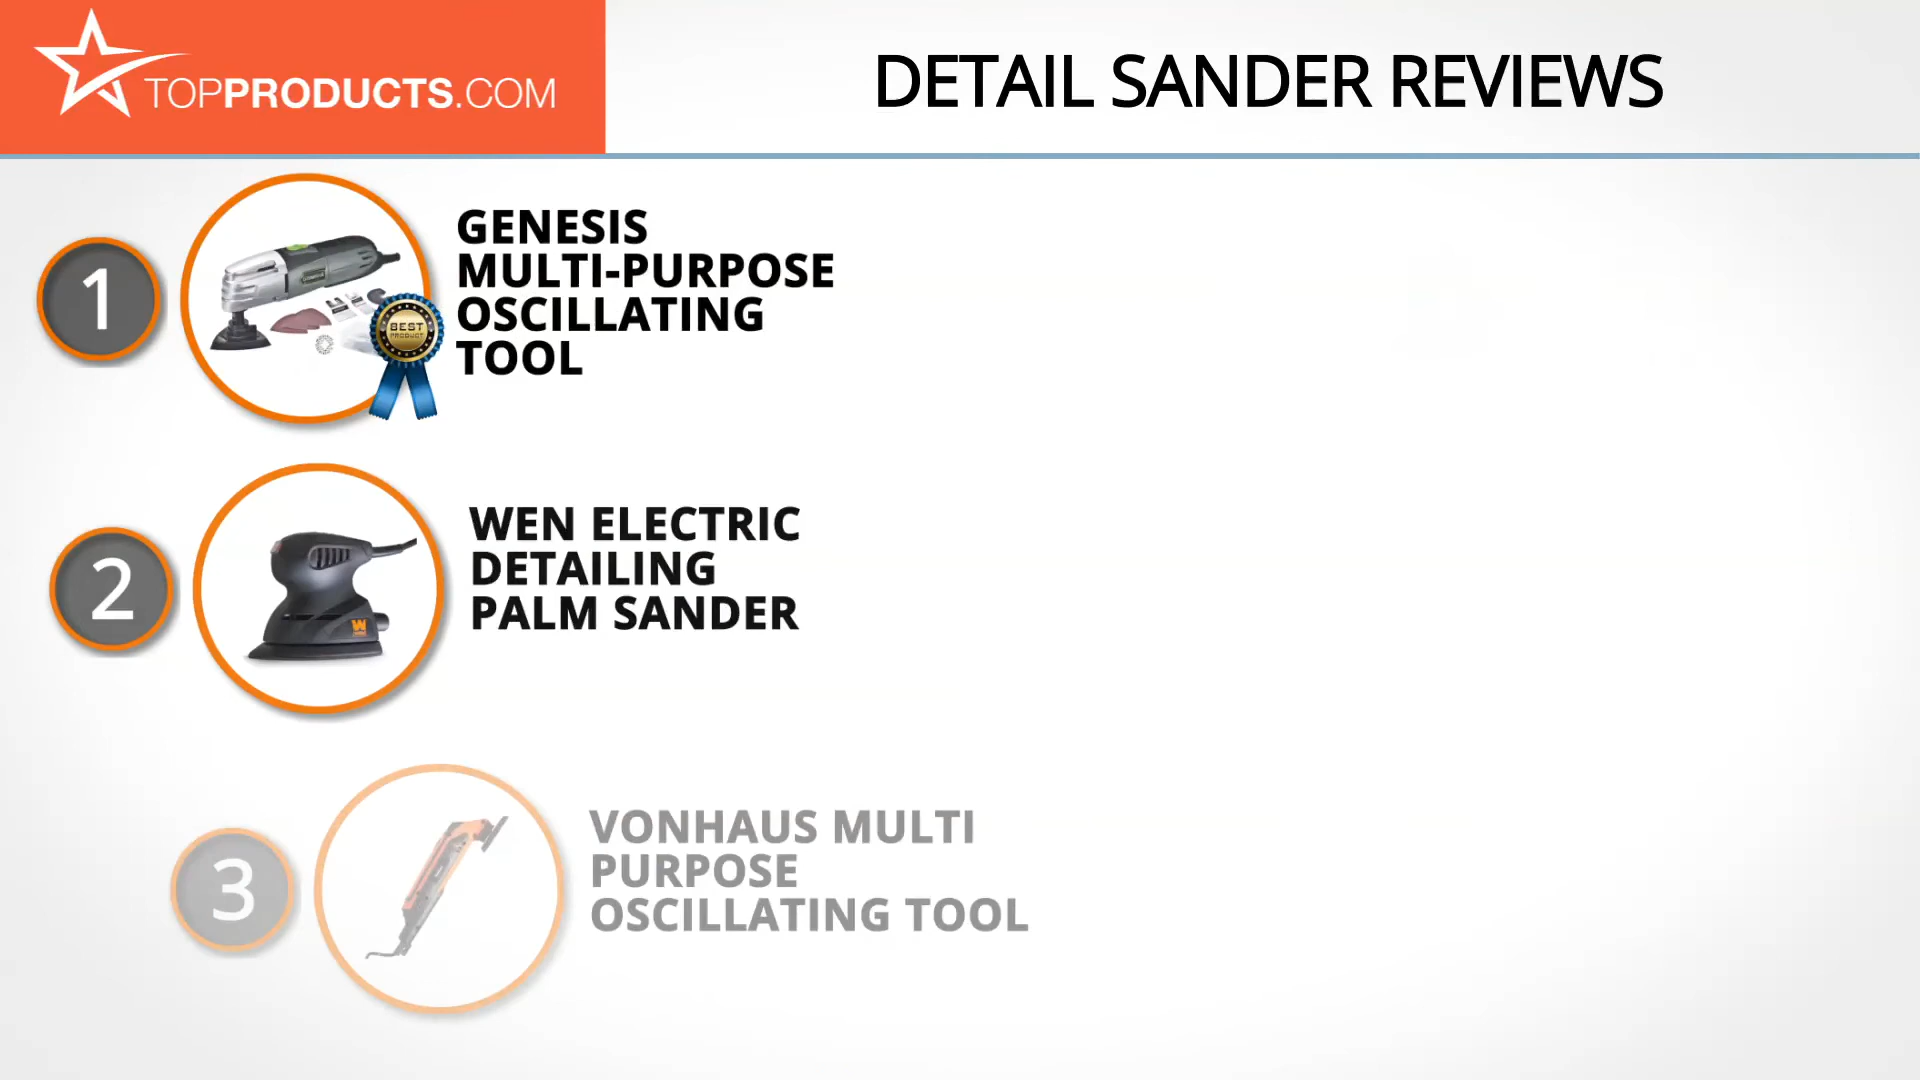 TOPPRODUCTS.COM
DETAIL SANDER REVIEWS
1
GENESIS
MULTI-PURPOSE
OSCILLATING
TOOL
BEST
PRODUCT
2
WEN ELECTRIC
DETAILING
PALM SANDER
W
3
VONHAUS MULTI
PURPOSE
OSCILLATING TOOL